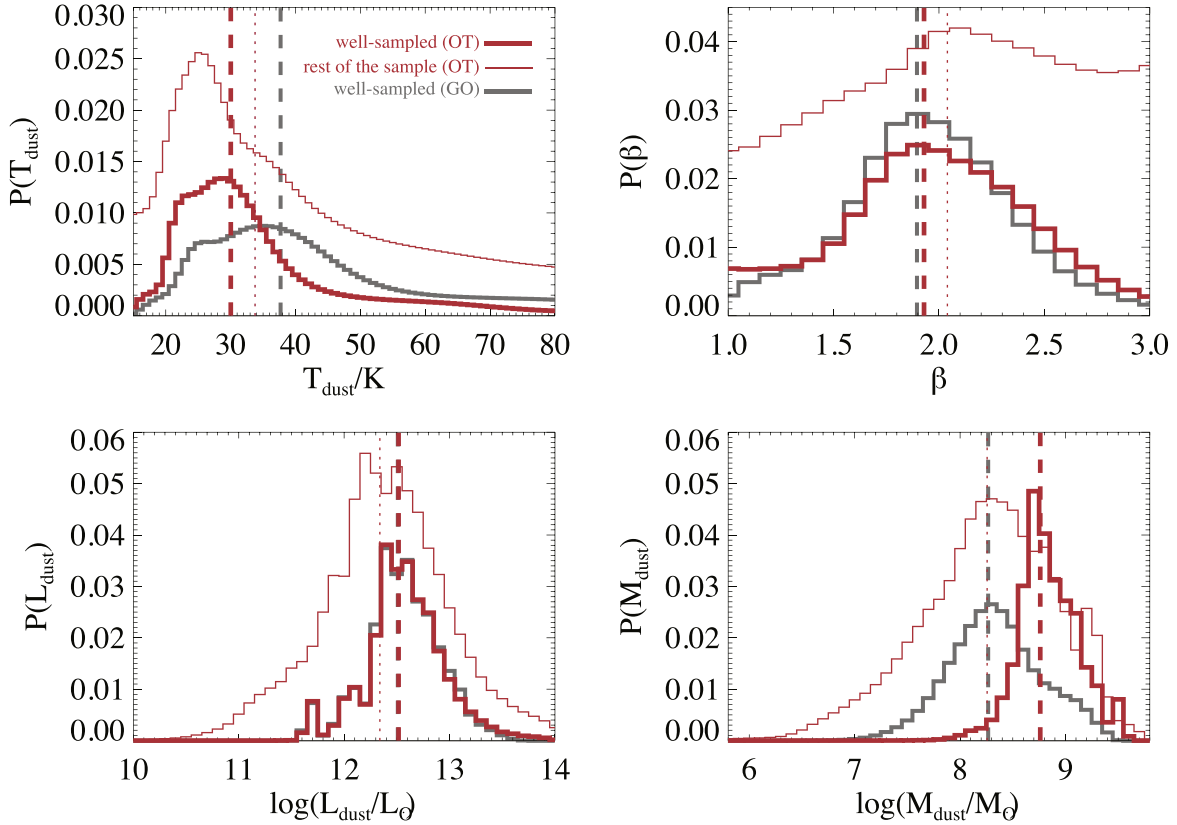 P(T_dust)
0.030
0.025
0.020
0.015
0.010
0.005
0.000
well-sampled (OT)
rest of the sample (OT)
well-sampled (GO)
20 30 40 50 60 70 80
T_dust/K
P(β)
0.04
0.03
0.02
0.01
0.00
1.0 1.5 2.0 2.5 3.0
β
P(L_dust)
0.06
0.05
0.04
0.03
0.02
0.01
0.00
10 11 12 13 14
log(L_dust/L_⊙)
P(M_dust)
0.06
0.05
0.04
0.03
0.02
0.01
0.00
6 7 8 9
log(M_dust/M_⊙)